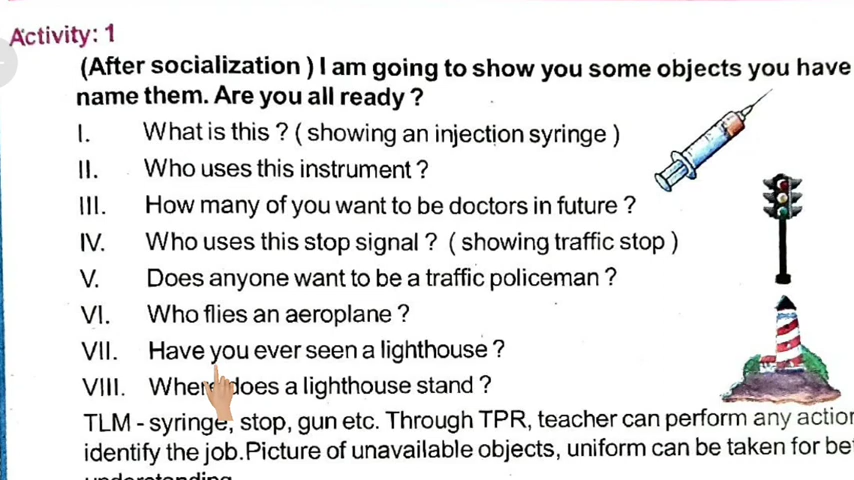 Activity: 1
(After socialization ) I am going to show you some objects you have
name them. Are you all ready ?
I. What is this ? ( showing an injection syringe )
II. Who uses this instrument ?
III. How many of you want to be doctors in future ?
IV. Who uses this stop signal ? ( showing traffic stop )
V. Does anyone want to be a traffic policeman ?
VI. Who flies an aeroplane ?
VII. Have you ever seen a lighthouse ?
VIII. Where does a lighthouse stand ?
TLM - syringe, stop, gun etc. Through TPR, teacher can perform any action
identify the job.Picture of unavailable objects, uniform can be taken for be
understanding